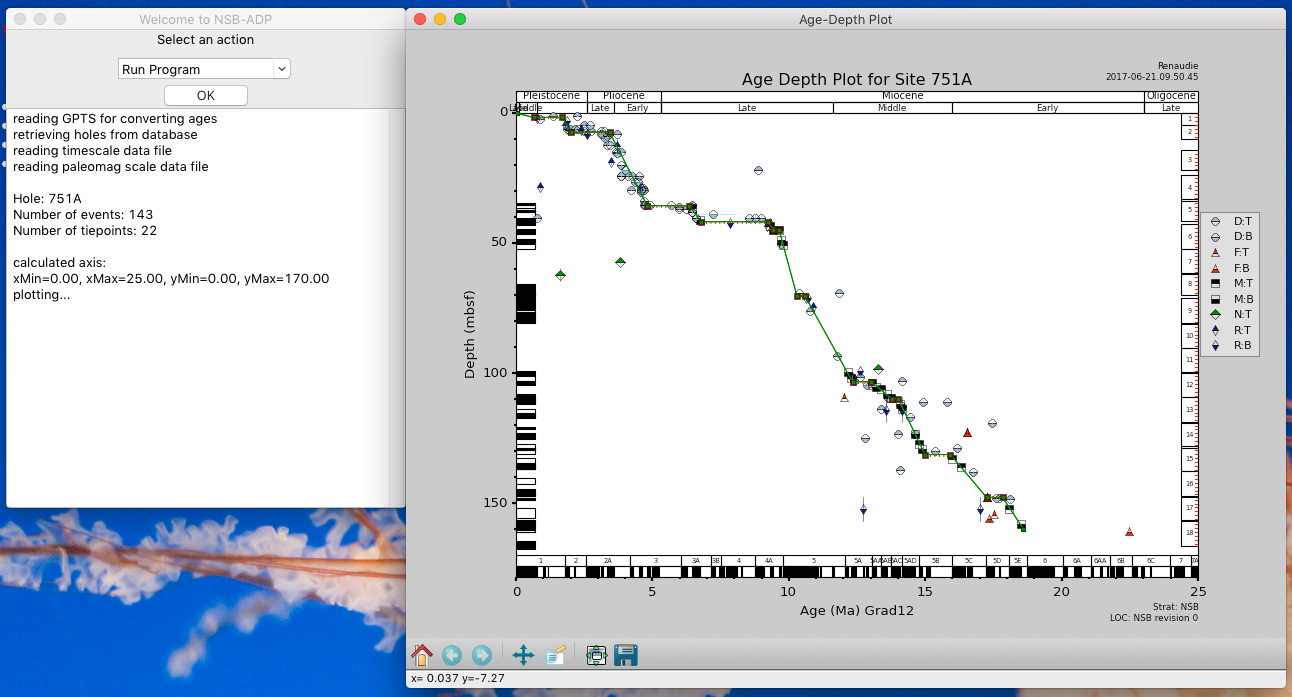 Welcome to NSB-ADP
Select an action
Run Program
OK
reading GPTS for converting ages
retrieving holes from database
reading timescale data file
reading paleomag scale data file
Hole: 751A
Number of events: 143
Number of tiepoints: 22
calculated axis:
xMin=0.00, xMax=25.00, yMin=0.00, yMax=170.00
plotting...
Age-Depth Plot
Renaudie
2017-06-21.09.50.45
Age Depth Plot for Site 751A
Pleistocene Pliocene Miocene Oligocene
Late Early Late Middle Early Late
0
50
100
150
Depth (mbsf)
1
2
3
4
5
6
7
8
9
10
11
12
13
14
15
16
17
18
D:T
D:B
F:T
F:B
M:T
M:B
N:T
R:T
R:B
1 2 2A 3 3A 3B 4 4A 5 5A 5AD 5B 5C 5D 5E 6 6A 6AA 6B 6C 7 7A
0 5 10 15 20 25
Age (Ma) Grad12
Strat: NSB
LOC: NSB revision 0
x= 0.037 y=-7.27